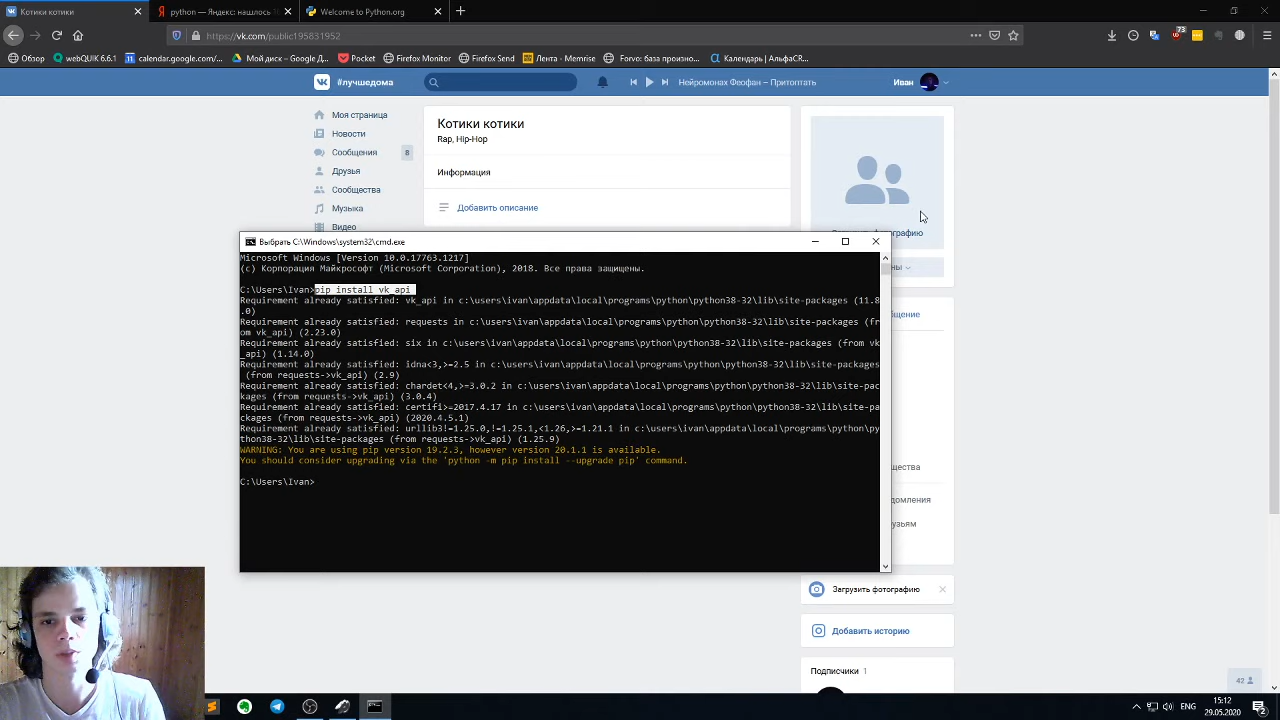 Котики котики
python — Яндекс: нашлось 1
Welcome to Python.org
https://vk.com/public195831952
73
Обзор
webQUIK 6.6.1
calendar.google.com/...
Мой диск – Google Д...
Pocket
Firefox Monitor
Firefox Send
Лента - Memrise
Forvo: база произно...
Календарь | АльфаCR...
#лучшедома
Нейромонах Феофан – Притоптать
Иван
Моя страница
Новости
Сообщения
8
Друзья
Сообщества
Музыка
Видео
Котики котики
Rap, Hip-Hop
Информация
Добавить описание
Выбрать C:\Windows\system32\cmd.exe
Microsoft Windows [Version 10.0.17763.1217]
(c) Корпорация Майкрософт (Microsoft Corporation), 2018. Все права защищены.
C:\Users\Ivan>pip install vk_api
Requirement already satisfied: vk_api in c:\users\ivan\appdata\local\programs\python\python38-32\lib\site-packages (11.8
.0)
Requirement already satisfied: requests in c:\users\ivan\appdata\local\programs\python\python38-32\lib\site-packages (fr
om vk_api) (2.23.0)
Requirement already satisfied: six in c:\users\ivan\appdata\local\programs\python\python38-32\lib\site-packages (from vk
_api) (1.14.0)
Requirement already satisfied: idna<3,>=2.5 in c:\users\ivan\appdata\local\programs\python\python38-32\lib\site-packages
(from requests->vk_api) (2.9)
Requirement already satisfied: chardet<4,>=3.0.2 in c:\users\ivan\appdata\local\programs\python\python38-32\lib\site-pac
kages (from requests->vk_api) (3.0.4)
Requirement already satisfied: certifi>=2017.4.17 in c:\users\ivan\appdata\local\programs\python\python38-32\lib\site-pa
ckages (from requests->vk_api) (2020.4.5.1)
Requirement already satisfied: urllib3!=1.25.0,!=1.25.1,<1.26,>=1.21.1 in c:\users\ivan\appdata\local\programs\python\py
thon38-32\lib\site-packages (from requests->vk_api) (1.25.9)
WARNING: You are using pip version 19.2.3, however version 20.1.1 is available.
You should consider upgrading via the 'python -m pip install --upgrade pip' command.
C:\Users\Ivan>
ны
общение
щества
домления
узьям
Загрузить фотографию
Добавить историю
Подписчики 1
42
ENG
15:12
29.05.2020
2